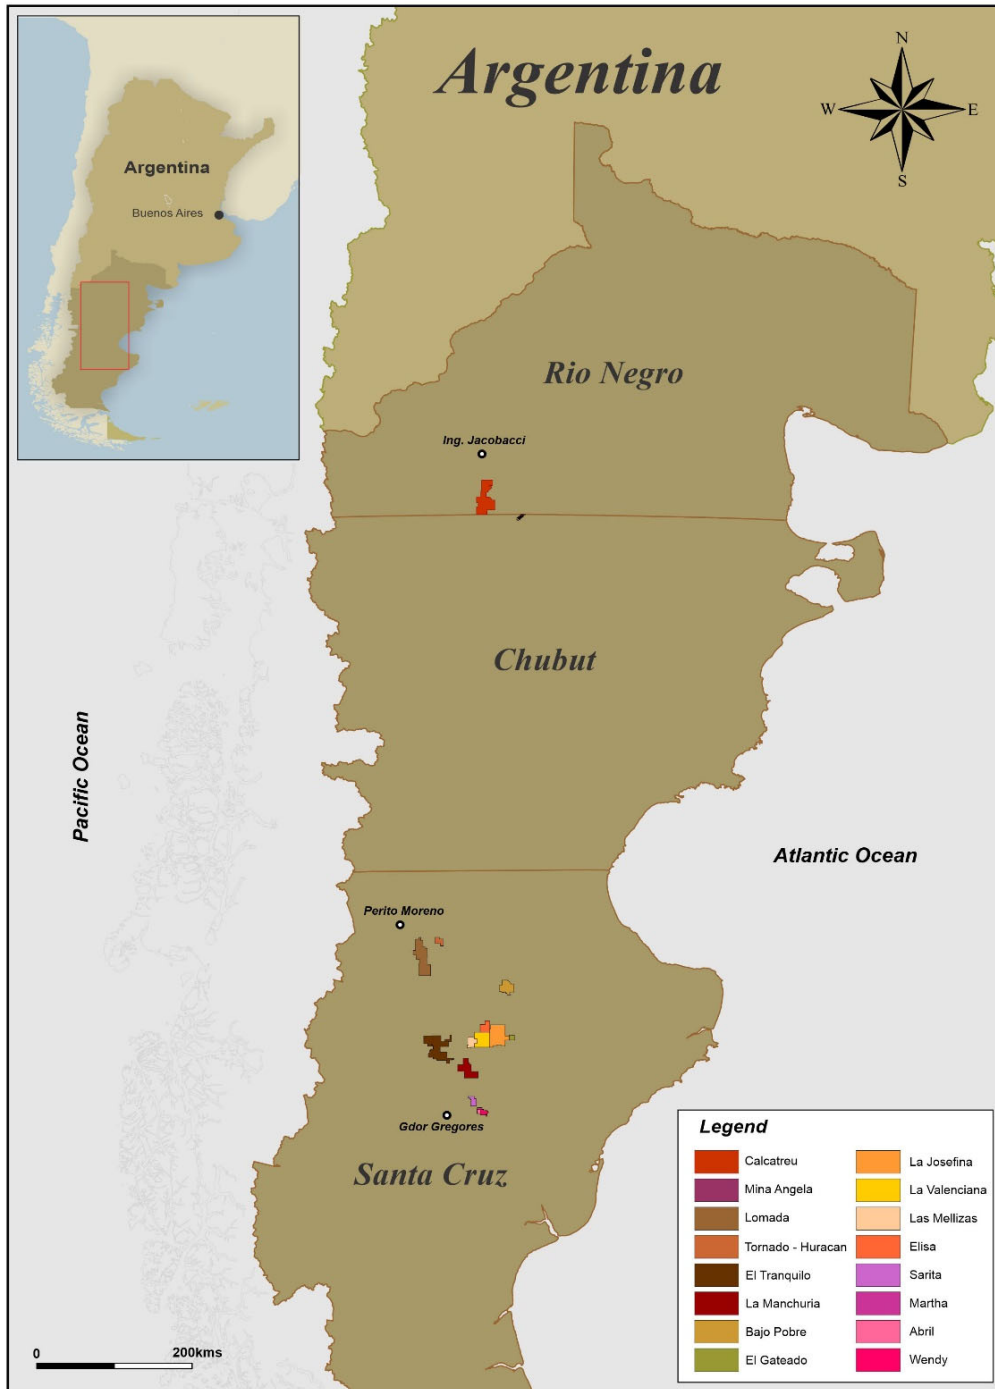 Argentina
N
W
E
S
Argentina
Buenos Aires
Rio Negro
Ing. Jacobacci
Chubut
Pacific Ocean
Atlantic Ocean
Perito Moreno
Gdor Gregores
Santa Cruz
Legend
Calcatreu
Mina Angela
Lomada
Tornado - Huracan
El Tranquilo
La Manchuria
Bajo Pobre
El Gateado
La Josefina
La Valenciana
Las Mellizas
Elisa
Sarita
Martha
Abril
Wendy
0
200kms